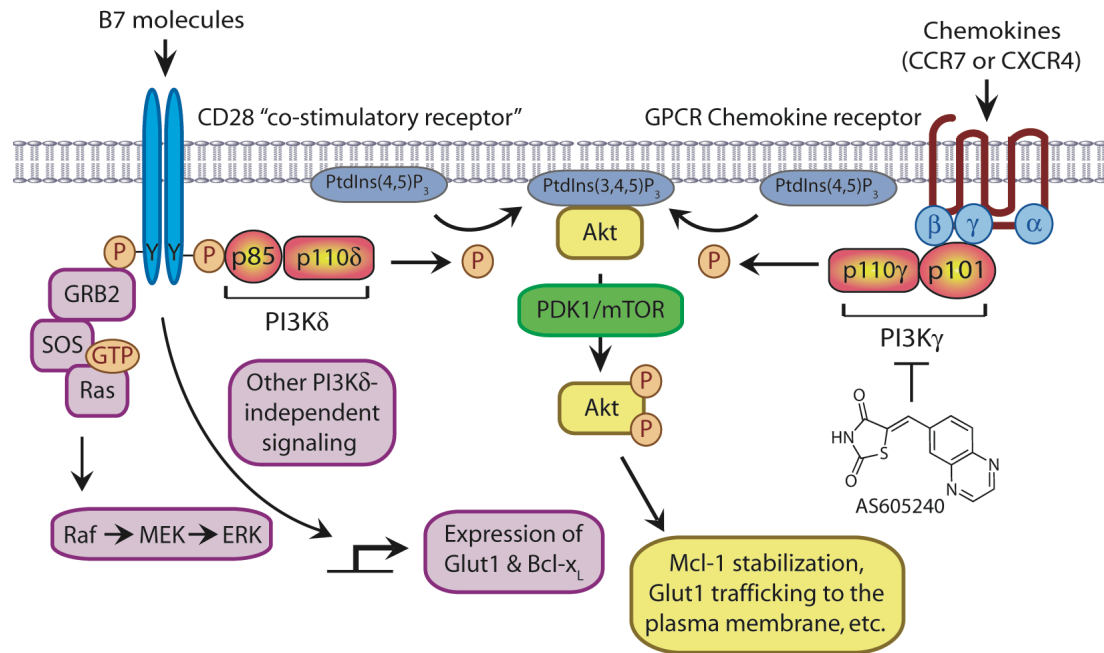 B7 molecules
Chemokines
(CCR7 or CXCR4)
CD28 “co-stimulatory receptor”
GPCR Chemokine receptor
PtdIns(4,5)P3
PtdIns(3,4,5)P3
PtdIns(4,5)P3
Akt
β
γ
α
P
Y
Y
P
p85
p110δ
P
P
p110γ
p101
GRB2
SOS
GTP
Ras
PI3Kδ
PDK1/mTOR
PI3Kγ
Other PI3Kδ-
independent
signaling
Akt
P
P
O
HN
O
S
N
N
AS605240
Raf
MEK
ERK
Expression of
Glut1 & Bcl-xL
Mcl-1 stabilization,
Glut1 trafficking to the
plasma membrane, etc.